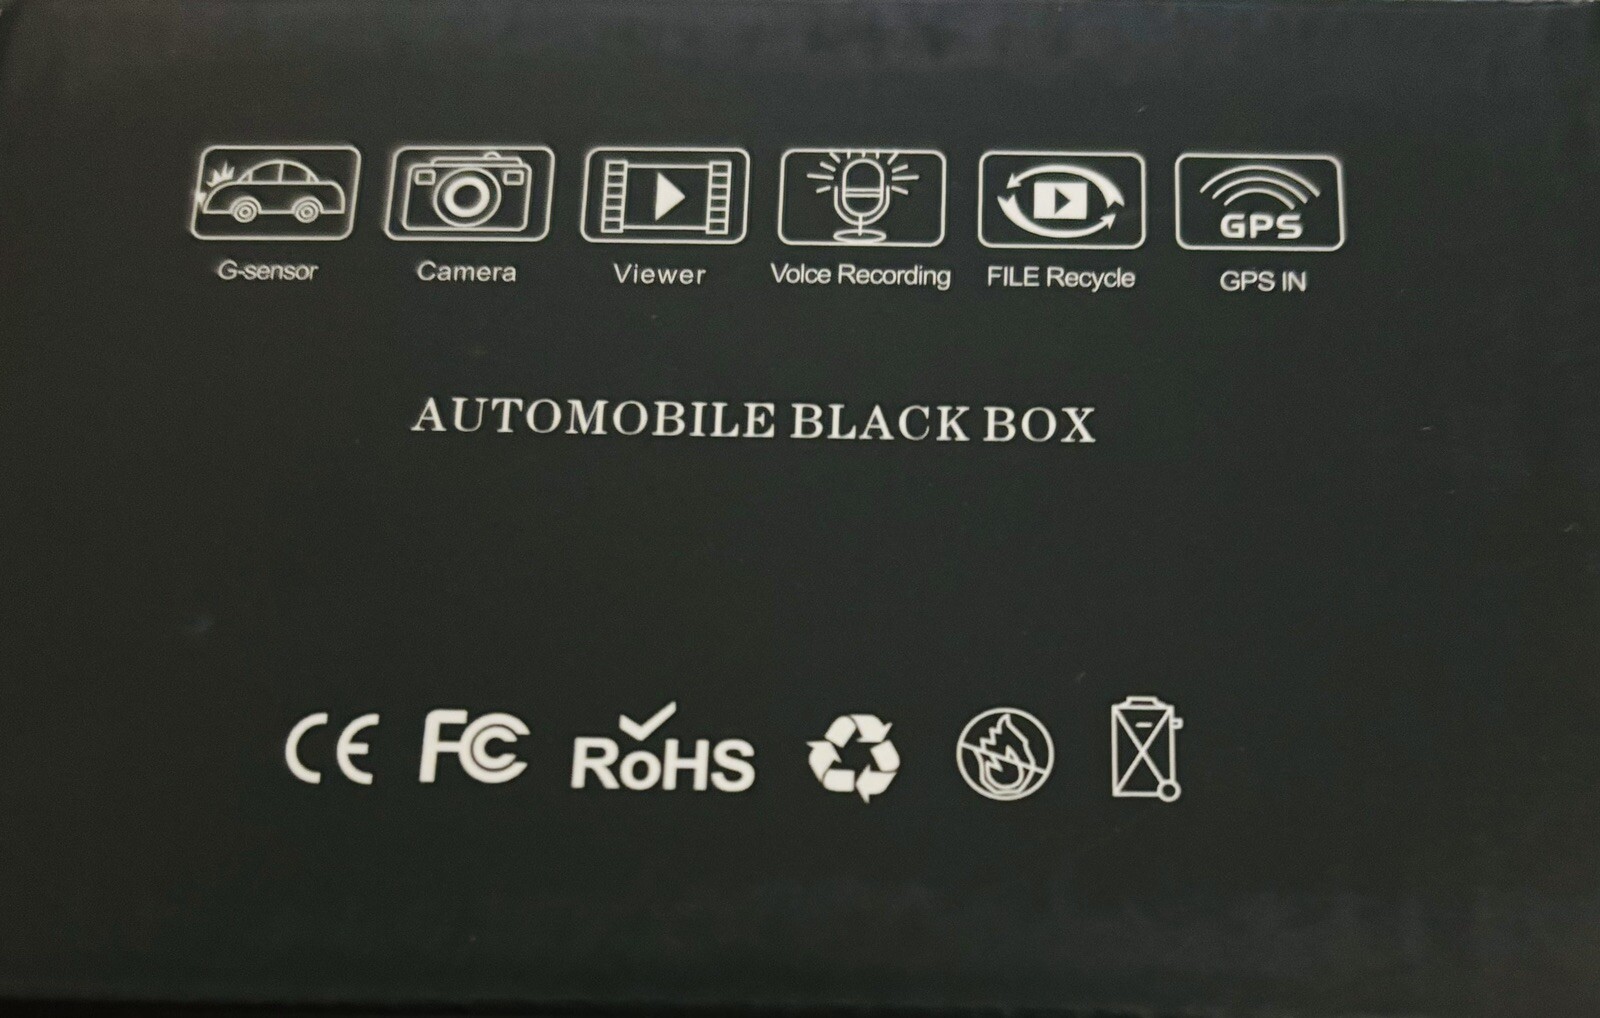 GPS
G-sensor Camera Viewer Voice Recording FILE Recycle GPS IN
AUTOMOBILE BLACK BOX
CE FC RoHS